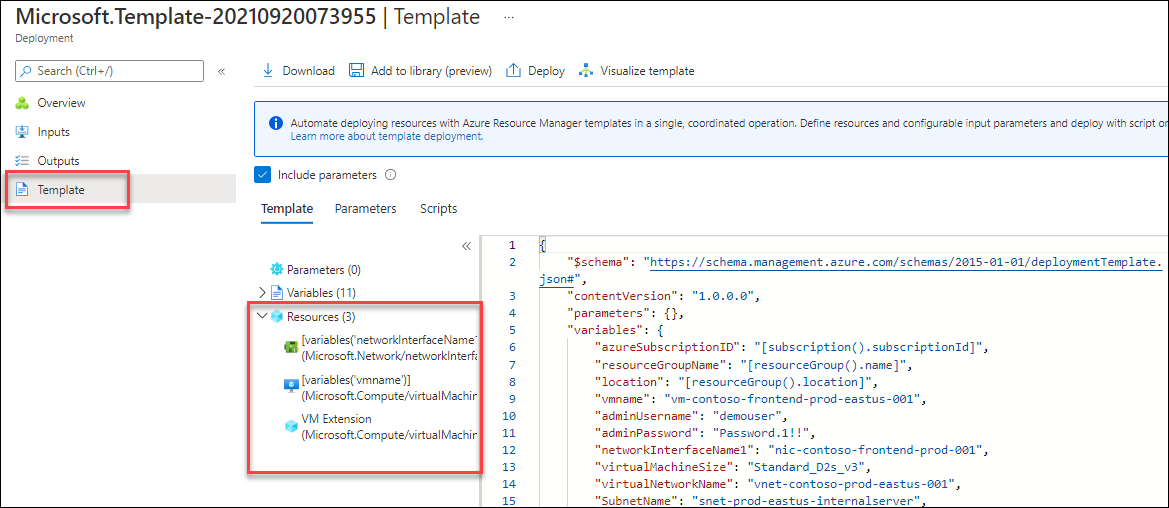 Microsoft.Template-20210920073955 | Template ...
Deployment
Search (Ctrl+/)
«
Overview
Inputs
Outputs
Template
Download
Add to library (preview)
Deploy
Visualize template
Automate deploying resources with Azure Resource Manager templates in a single, coordinated operation. Define resources and configurable input parameters and deploy with script or
Learn more about template deployment.
Include parameters
Template Parameters Scripts
«
Parameters (0)
Variables (11)
Resources (3)
[variables('networkInterfaceName'
(Microsoft.Network/networkInterfa
[variables('vmname')]
(Microsoft.Compute/virtualMachin
VM Extension
(Microsoft.Compute/virtualMachin
1 {
2 "$schema": "https://schema.management.azure.com/schemas/2015-01-01/deploymentTemplate.
json#",
3 "contentVersion": "1.0.0.0",
4 "parameters": {},
5 "variables": {
6 "azureSubscriptionID": "[subscription().subscriptionId]",
7 "resourceGroupName": "[resourceGroup().name]",
8 "location": "[resourceGroup().location]",
9 "vmname": "vm-contoso-frontend-prod-eastus-001",
10 "adminUsername": "demouser",
11 "adminPassword": "Password.1!!",
12 "networkInterfaceName1": "nic-contoso-frontend-prod-001",
13 "virtualMachineSize": "Standard_D2s_v3",
14 "virtualNetworkName": "vnet-contoso-prod-eastus-001",
15 "SubnetName": "snet-prod-eastus-internalserver",